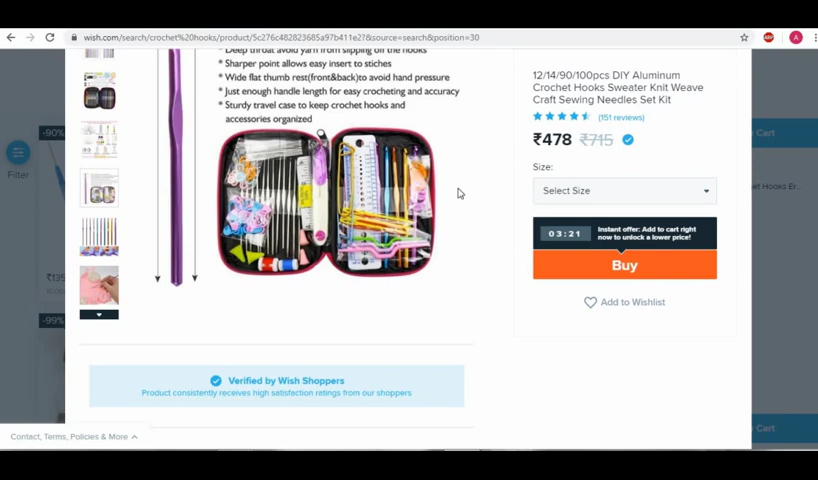 wish.com/search/crochet%20hooks/product/5c276c482823685a97b411e2?&source=search&position=30
* Deep throat avoid yarn from slipping off the hooks
* Sharper point allows easy insert to stiches
* Wide flat thumb rest(front&back)to avoid hand pressure
* Just enough handle length for easy crocheting and accuracy
* Sturdy travel case to keep crochet hooks and
accessories organized
12/14/90/100pcs DIY Aluminum
Crochet Hooks Sweater Knit Weave
Craft Sewing Needles Set Kit
(151 reviews)
₹478 ₹715
Size:
Select Size
03:21
Instant offer: Add to cart right
now to unlock a lower price!
Buy
Add to Wishlist
Verified by Wish Shoppers
Product consistently receives high satisfaction ratings from our shoppers
Contact, Terms, Policies & More
-90%
Filter
₹135
-99%
Cart
et Hooks Er...
Cart
A